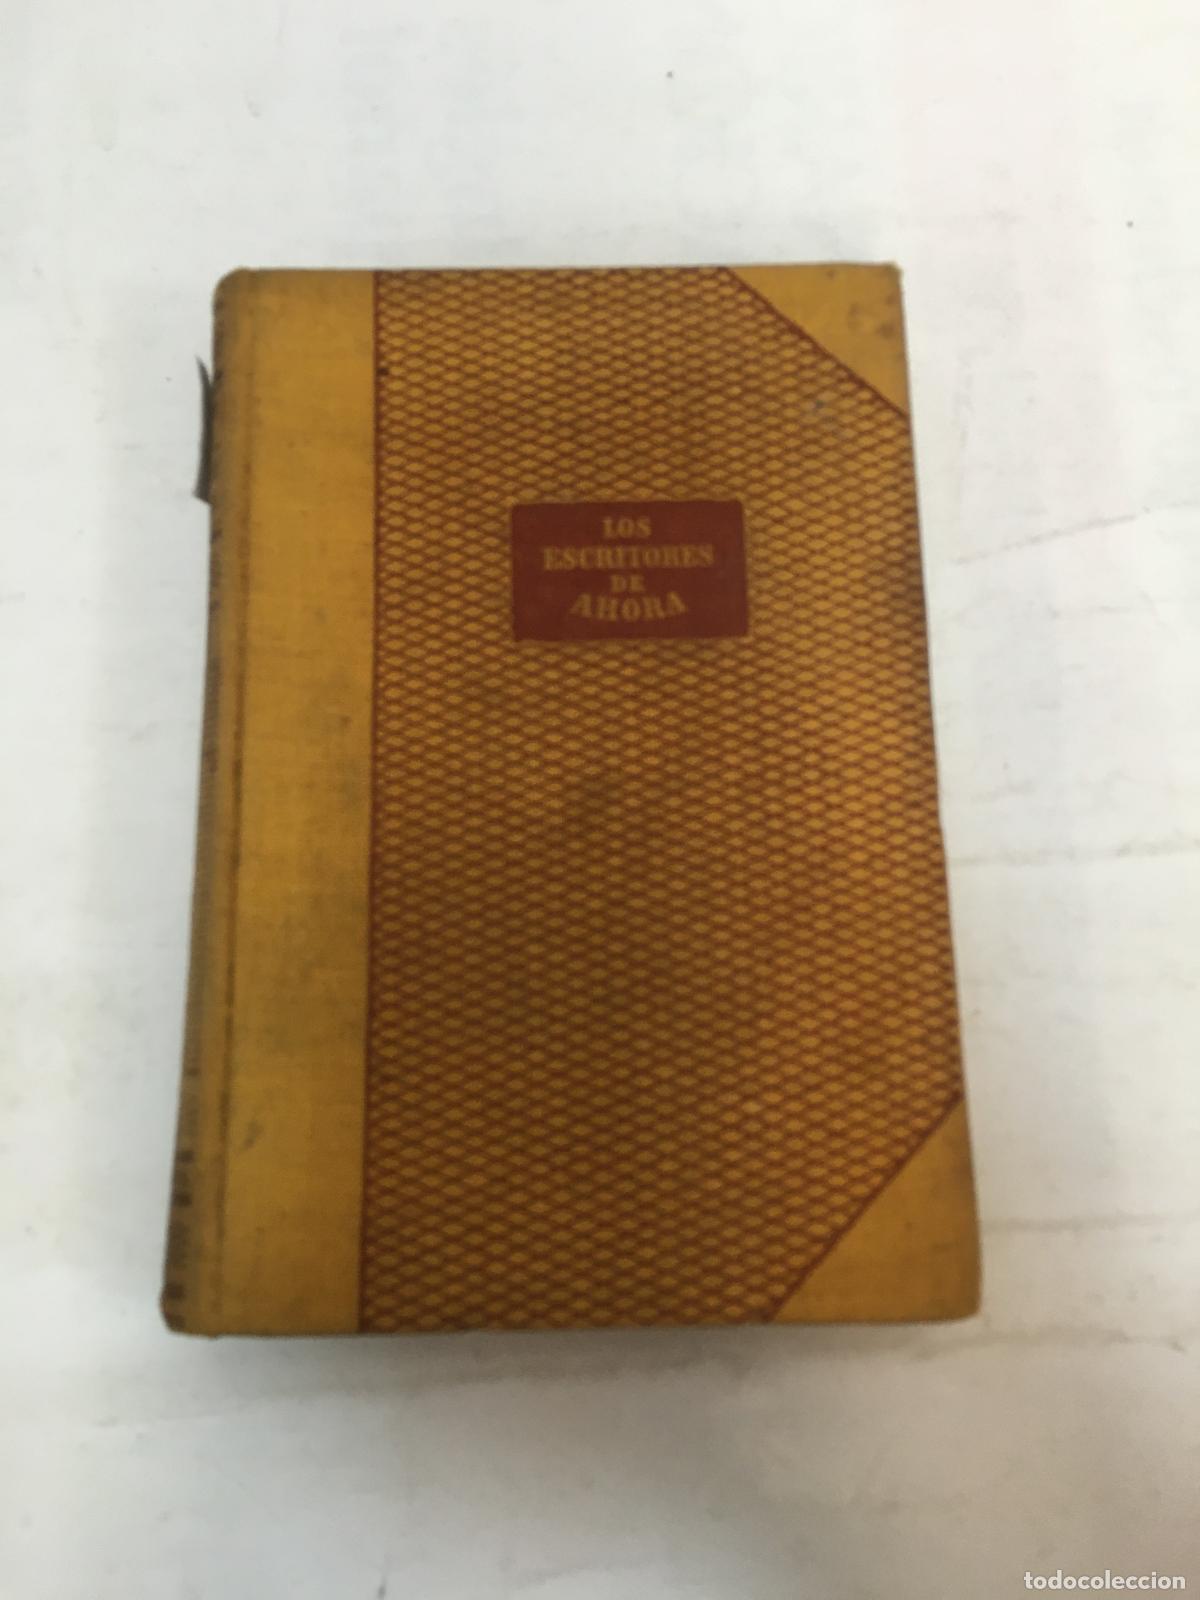 LOS
ESCRITORES
DE
AHORA
todocoleccion